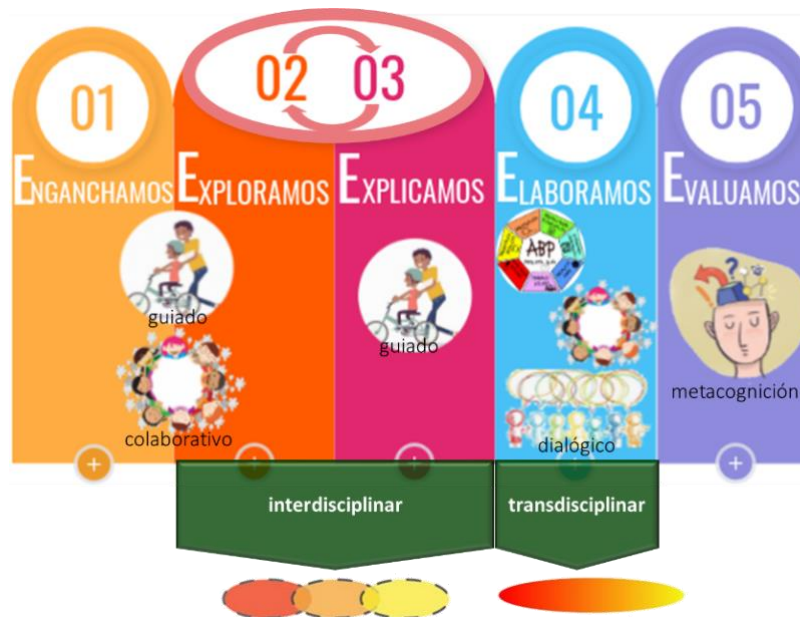 01
02
03
04
05
ENGANCHAMOS
EXPLORAMOS
EXPLICAMOS
ELABORAMOS
EVALUAMOS
guiado
colaborativo
guiado
ABP
dialógico
metacognición
interdisciplinar
transdisciplinar